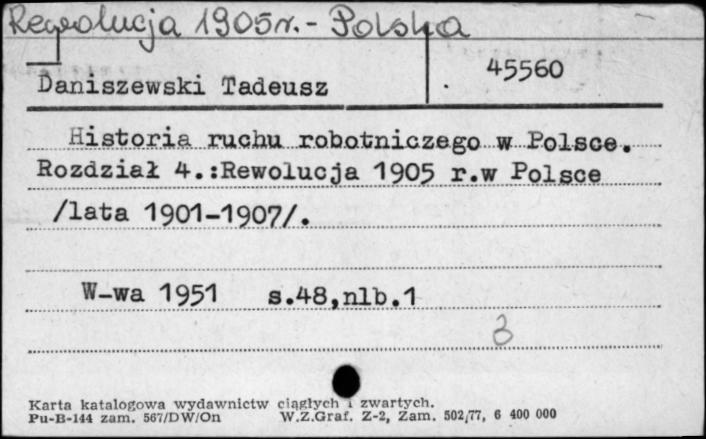 Rewolucja 1905r. - Polska
45560
Daniszewski Tadeusz
Historia ruchu robotniczego w Polsce.
Rozdział 4.:Rewolucja 1905 r.w Polsce
/lata 1901-1907/.
W-wa 1951 s.48,nlb.1
3
Karta katalogowa wydawnictw ciągłych i zwartych.
Pu-B-144 zam. 567/DW/On W.Z.Graf. Z-2, Zam. 502/77, 6 400 000